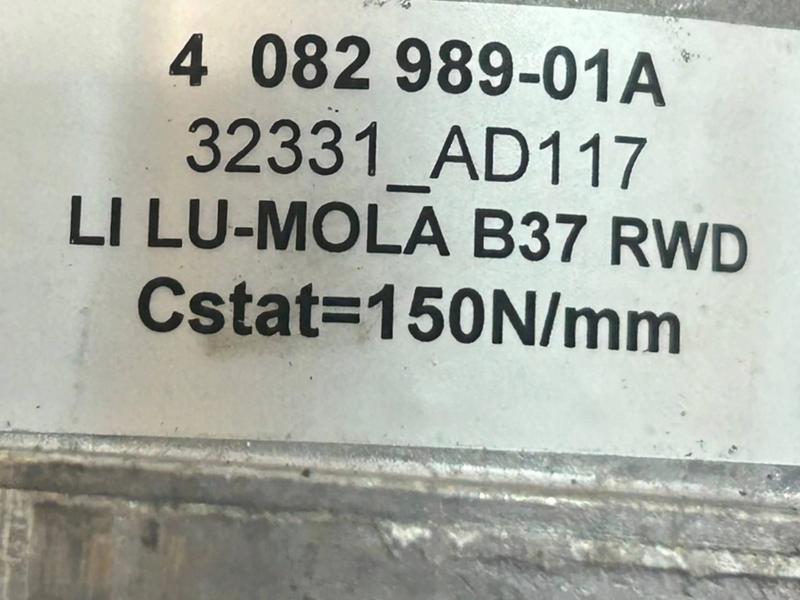 4 082 989-01A
32331_AD117
LI LU-MOLA B37 RWD
Cstat=150N/mm